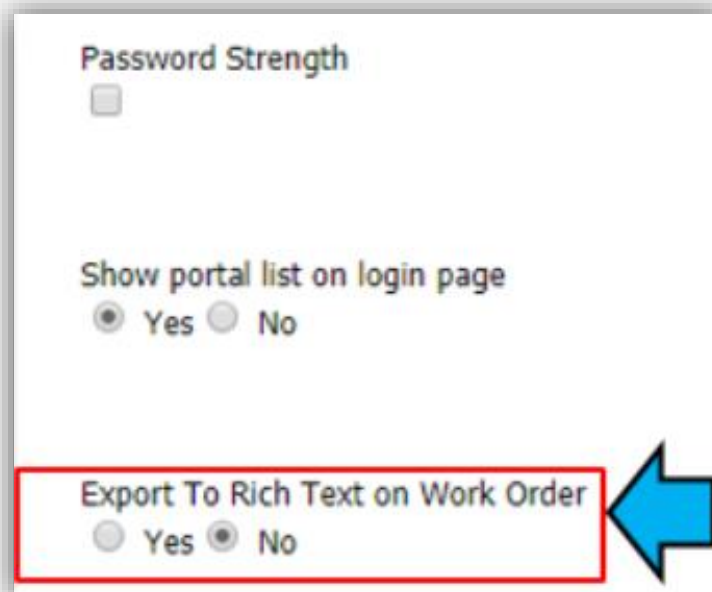 Password Strength
Show portal list on login page
Yes No
Export To Rich Text on Work Order
Yes No